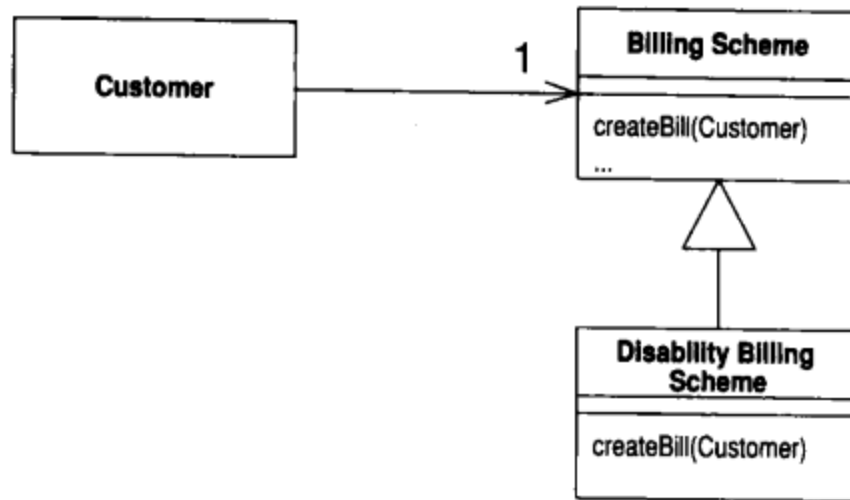 Customer
1
Billing Scheme
createBill(Customer)
...
Disability Billing
Scheme
createBill(Customer)